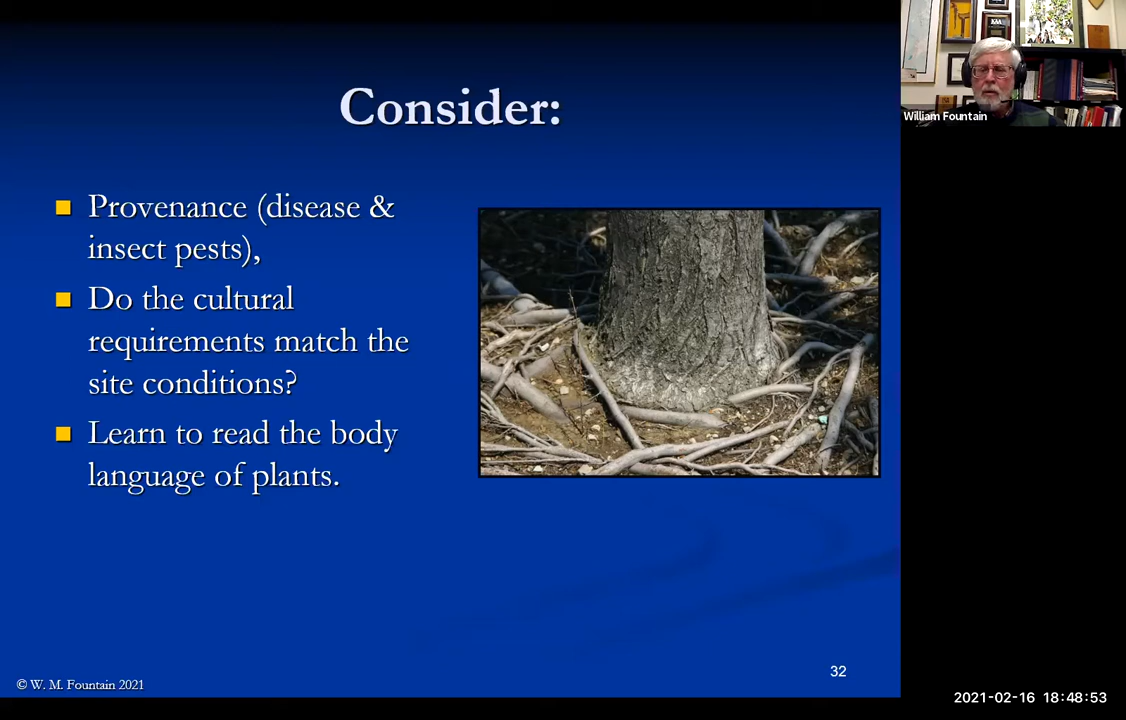 Consider:
Provenance (disease &
insect pests),
Do the cultural
requirements match the
site conditions?
Learn to read the body
language of plants.
32
© W. M. Fountain 2021
William Fountain
2021-02-16 18:48:53